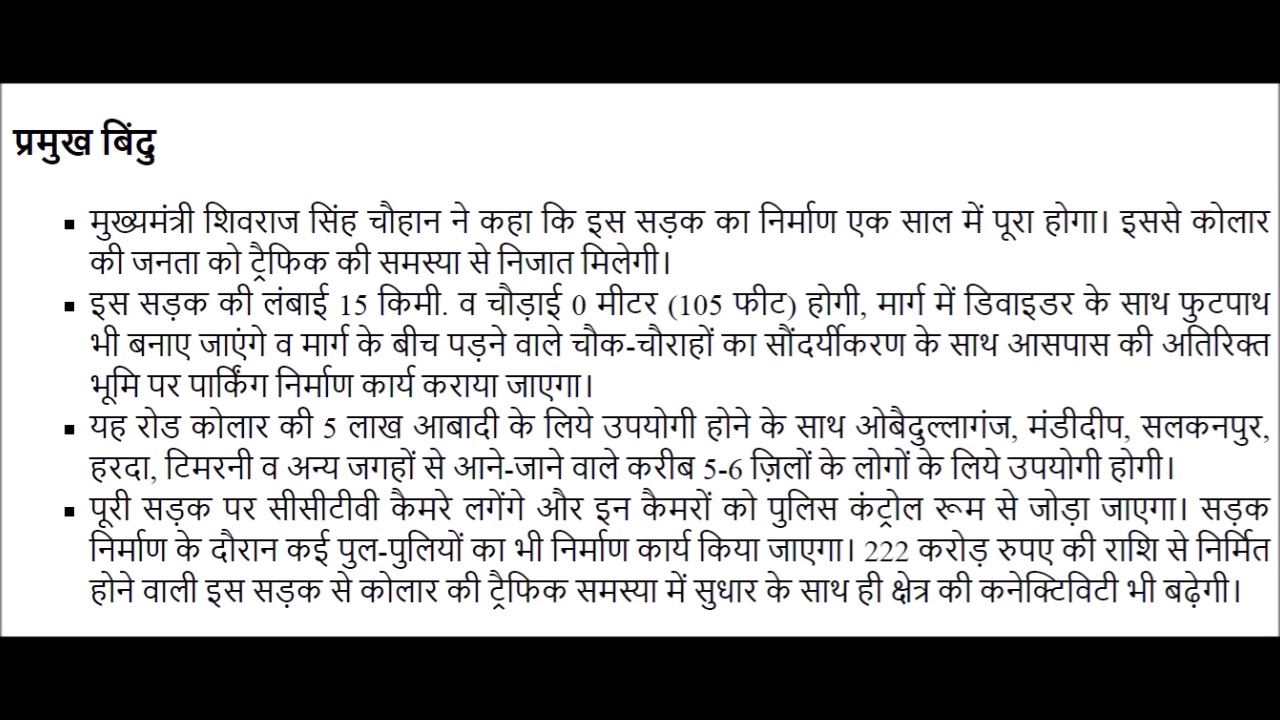 प्रमुख बिंदु
▪ मुख्यमंत्री शिवराज सिंह चौहान ने कहा कि इस सड़क का निर्माण एक साल में पूरा होगा। इससे कोलार
की जनता को ट्रैफिक की समस्या से निजात मिलेगी।
▪ इस सड़क की लंबाई 15 किमी. व चौड़ाई 0 मीटर (105 फीट) होगी, मार्ग में डिवाइडर के साथ फुटपाथ
भी बनाए जाएंगे व मार्ग के बीच पड़ने वाले चौक-चौराहों का सौंदर्यीकरण के साथ आसपास की अतिरिक्त
भूमि पर पार्किंग निर्माण कार्य कराया जाएगा।
▪ यह रोड कोलार की 5 लाख आबादी के लिये उपयोगी होने के साथ ओबैदुल्लागंज, मंडीदीप, सलकनपुर,
हरदा, टिमरनी व अन्य जगहों से आने-जाने वाले करीब 5-6 ज़िलों के लोगों के लिये उपयोगी होगी।
▪ पूरी सड़क पर सीसीटीवी कैमरे लगेंगे और इन कैमरों को पुलिस कंट्रोल रूम से जोड़ा जाएगा। सड़क
निर्माण के दौरान कई पुल-पुलियों का भी निर्माण कार्य किया जाएगा। 222 करोड़ रुपए की राशि से निर्मित
होने वाली इस सड़क से कोलार की ट्रैफिक समस्या में सुधार के साथ ही क्षेत्र की कनेक्टिविटी भी बढ़ेगी।